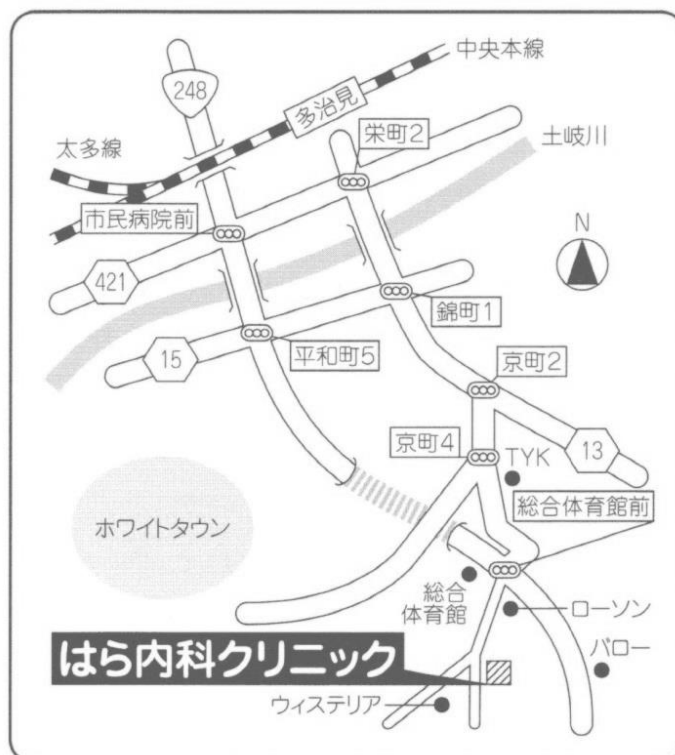 中央本線
248
多治見
栄町2
土岐川
太多線
市民病院前
N
421
錦町1
15
平和町5
京町2
京町4
TYK
13
総合体育館前
ホワイトタウン
総合
体育館
ローソン
はら内科クリニック
バロー
ウィステリア